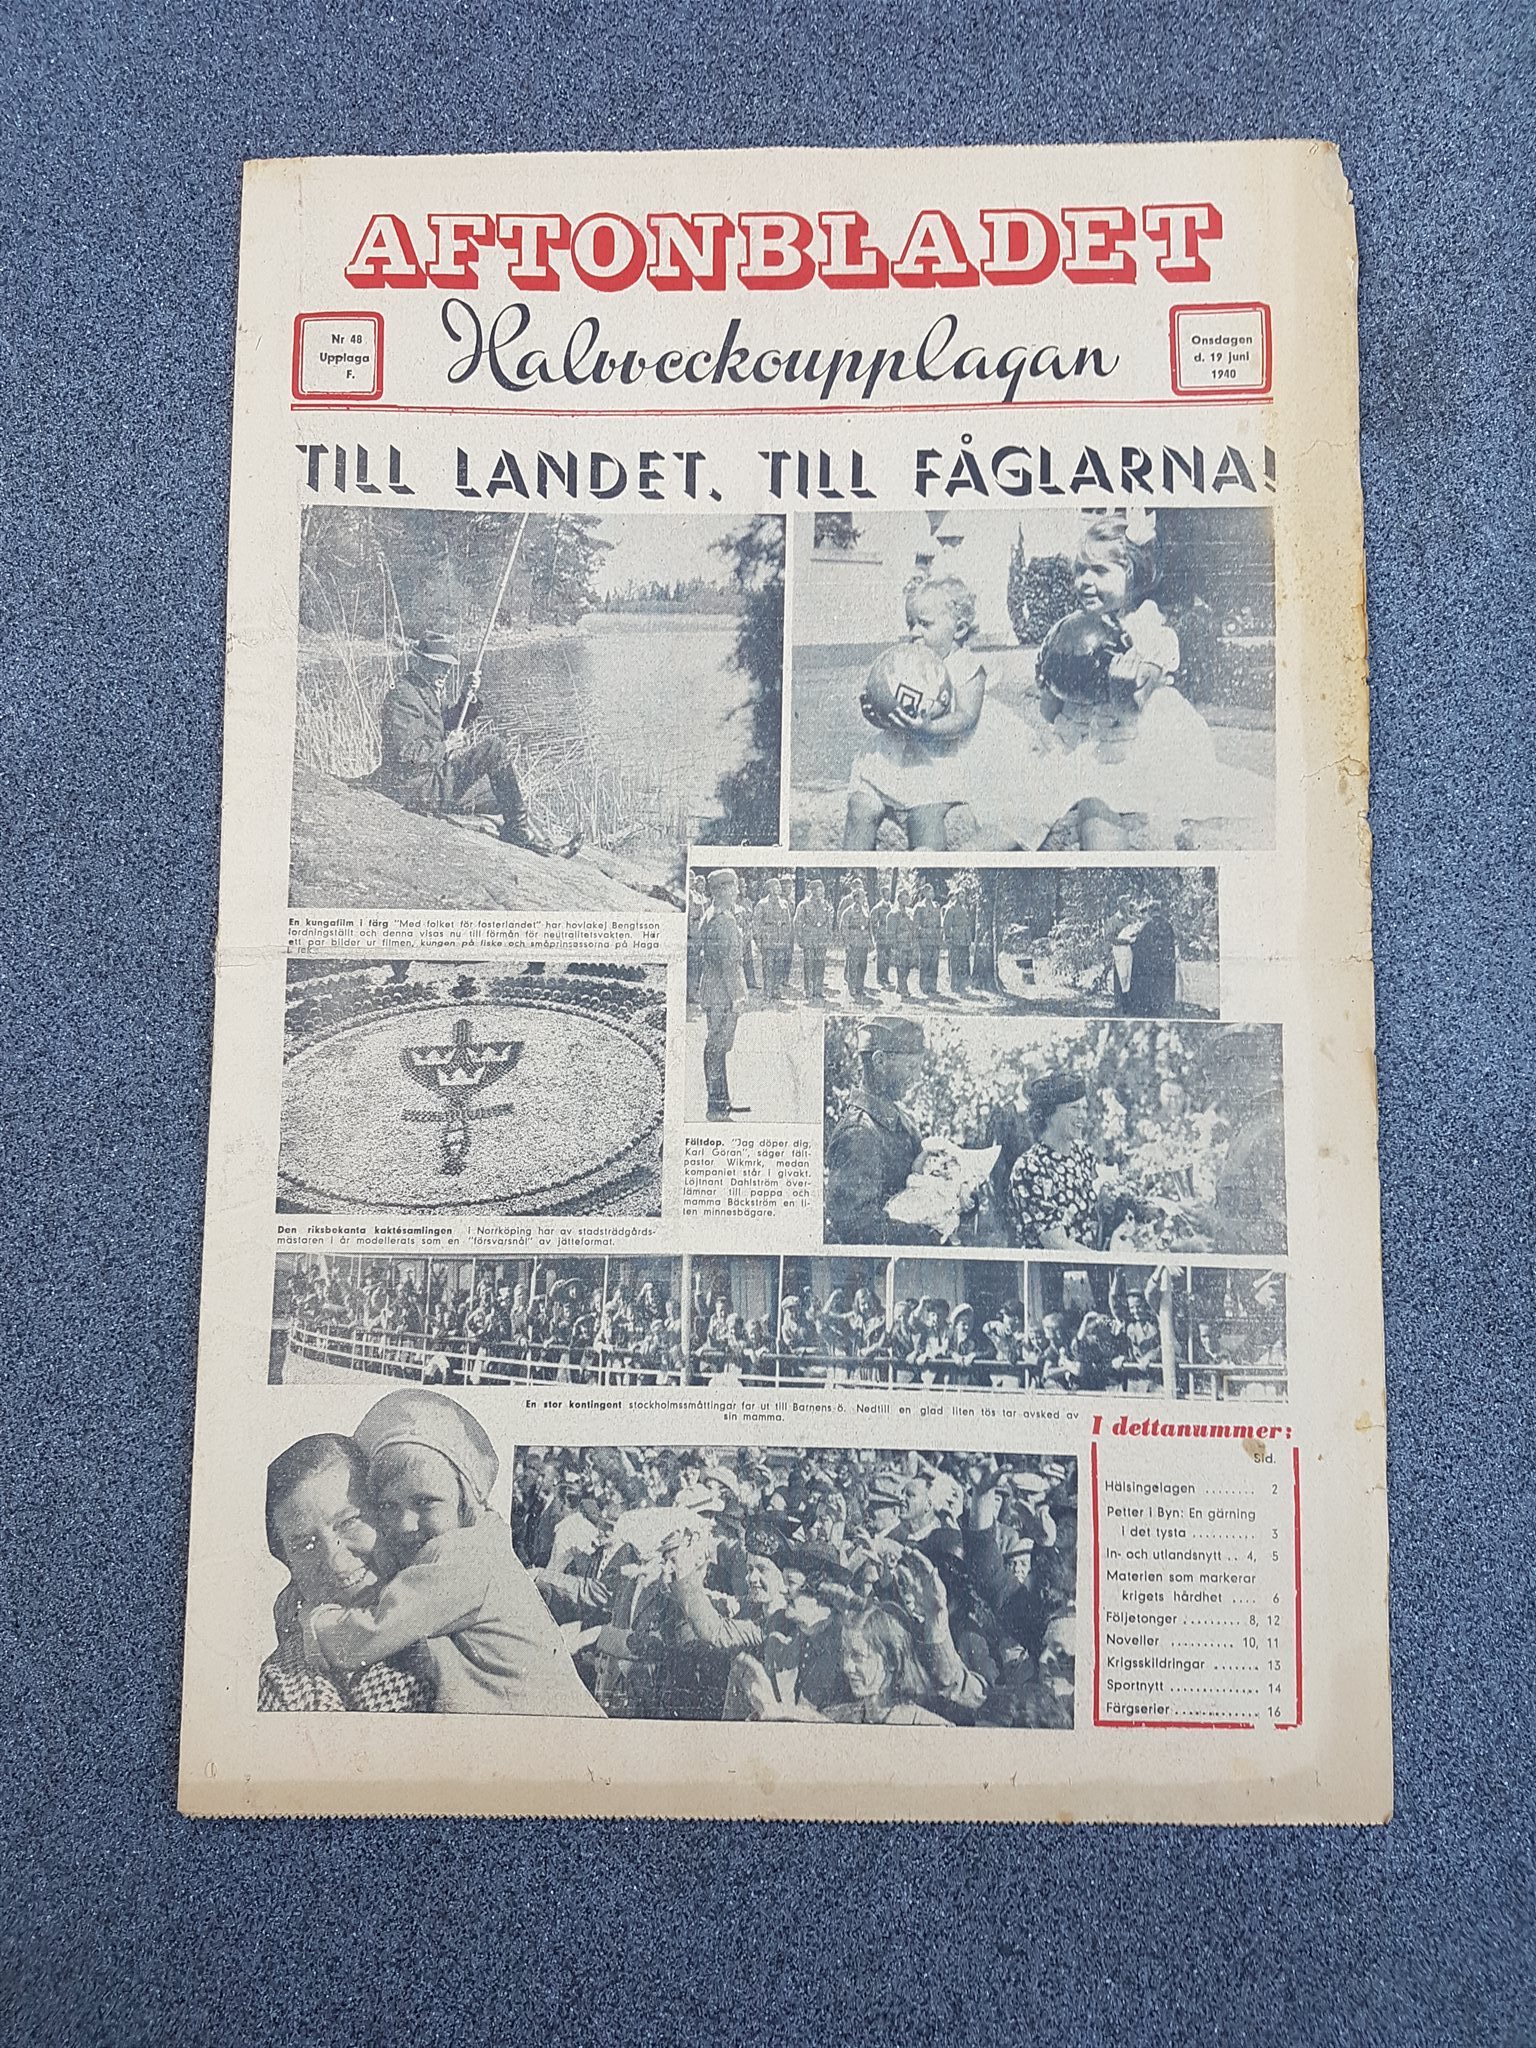 AFTONBLADET
Nr 48
Upplaga
F.
Halvveckoupplagan
Onsdagen
d. 19 juni
1940
TILL LANDET, TILL FÅGLARNA!
En kungafilm i färg "Med folket för fosterlandet" har hovlakej Bengtsson
iordningställt och denna visas nu till förmån för neutralitetsvakten. Här
ett par bilder ur filmen, kungen på fiske och småprinsessorna på Haga
Fältdop. "Jag döper dig,
Karl Göran", säger fält-
pastor Wikmrk, medan
kompaniet står i givakt.
Löjtnant Dahlström över-
lämnar till pappa och
mamma Bäckström en li-
ten minnesbägare.
Den riksbekanta kaktésamlingen i Norrköping har av stadsträdgårds-
mästaren i år modellerats som en "försvarsnål" av jätteformat.
En stor kontingent stockholmssmåttingar far ut till Barnens ö. Nedtill en glad liten tös tar avsked av
sin mamma.
I detta nummer:
Sid.
Hälsingelagen ........ 2
Petter i Byn: En gärning
i det tysta .......... 3
In- och utlandsnytt .. 4, 5
Materien som markerar
krigets hårdhet .... 6
Följetonger ......... 8, 12
Noveller .......... 10, 11
Krigsskildringar ....... 13
Sportnytt ............. 14
Färgserier ............. 16